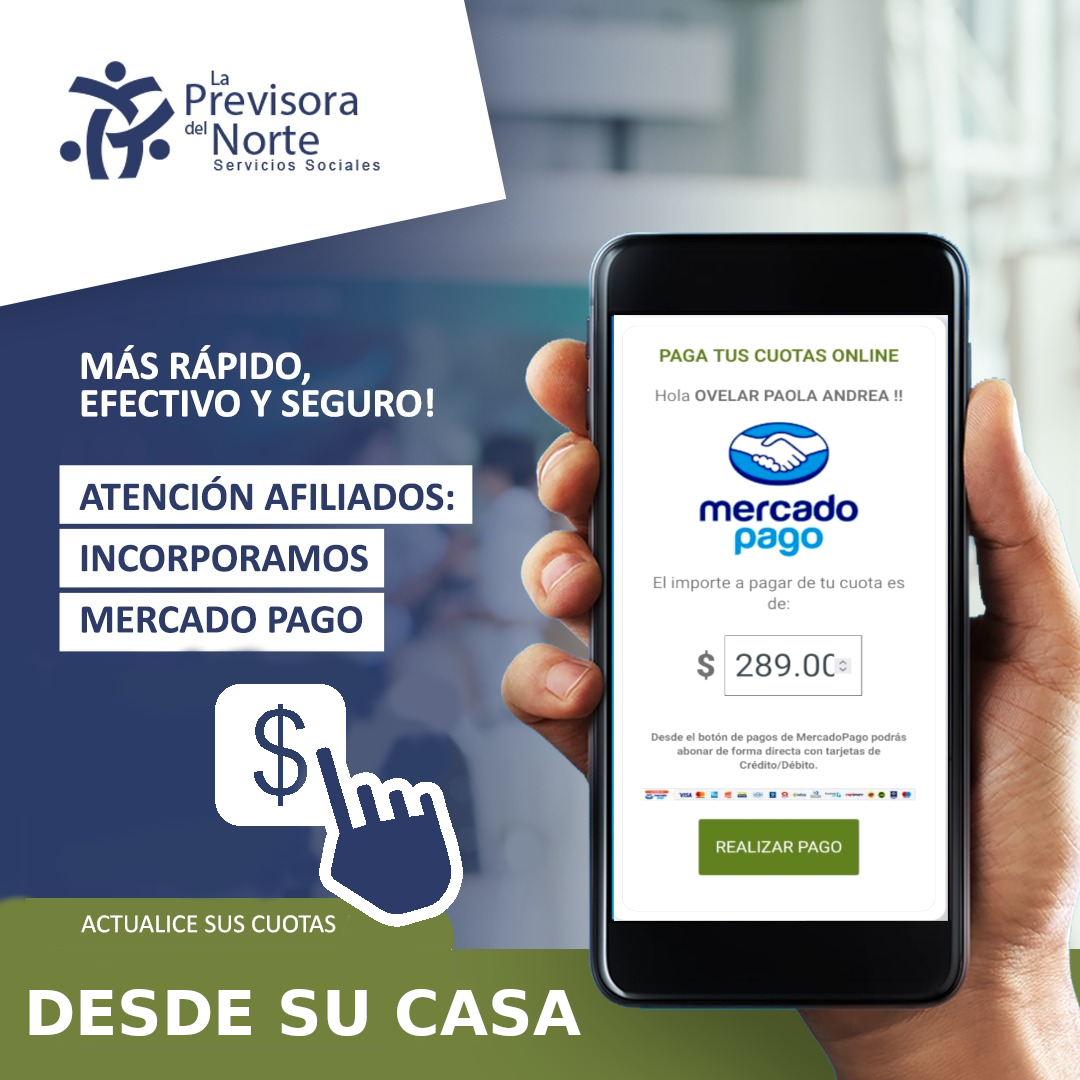 La
Previsora
del Norte
Servicios Sociales
MÁS RÁPIDO,
EFECTIVO Y SEGURO!
ATENCIÓN AFILIADOS:
INCORPORAMOS
MERCADO PAGO
$
ACTUALICE SUS CUOTAS
DESDE SU CASA
PAGA TUS CUOTAS ONLINE
Hola OVELAR PAOLA ANDREA !!
mercado
pago
El importe a pagar de tu cuota es
de:
$ 289.00
Desde el botón de pagos de MercadoPago podrás
abonar de forma directa con tarjetas de
Crédito/Débito.
VISA
REALIZAR PAGO